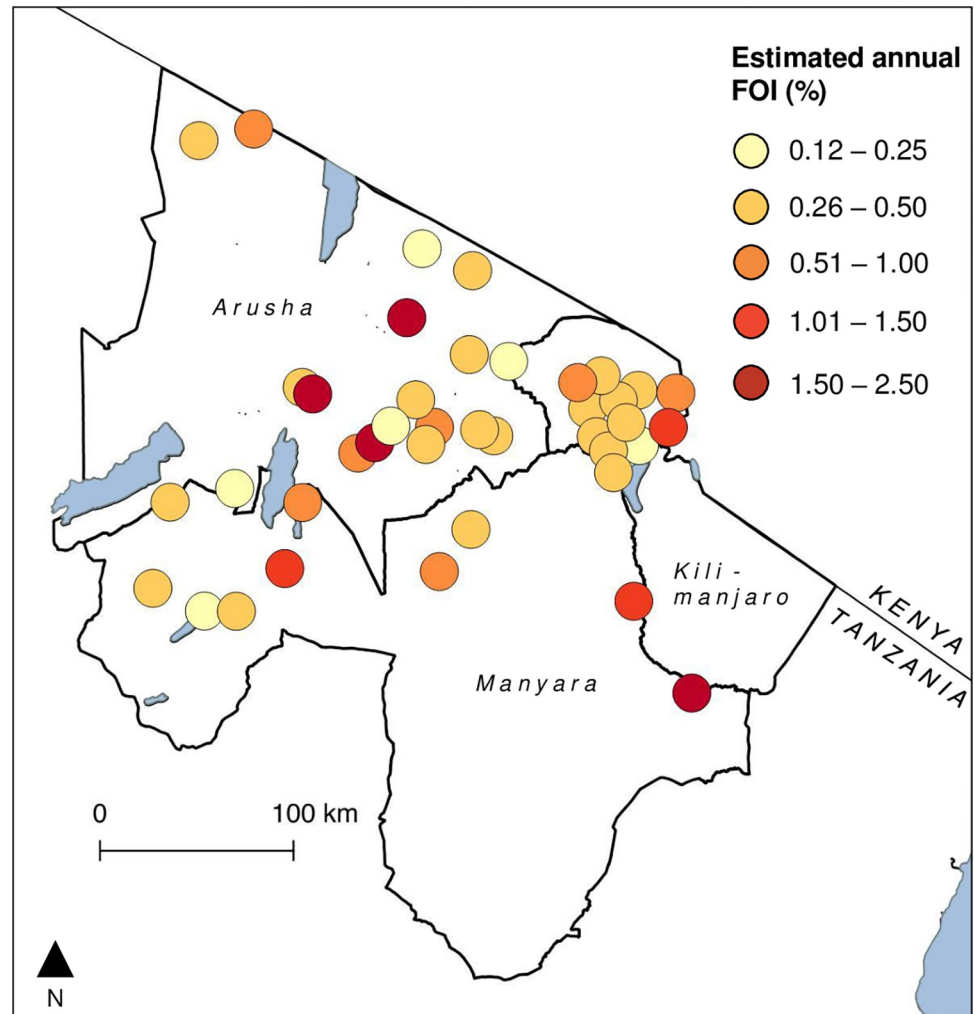 Estimated annual
FOI (%)
0.12 – 0.25
0.26 – 0.50
0.51 – 1.00
1.01 – 1.50
1.50 – 2.50
Arusha
Kili-
manjaro
KENYA
TANZANIA
Manyara
0 100 km
N